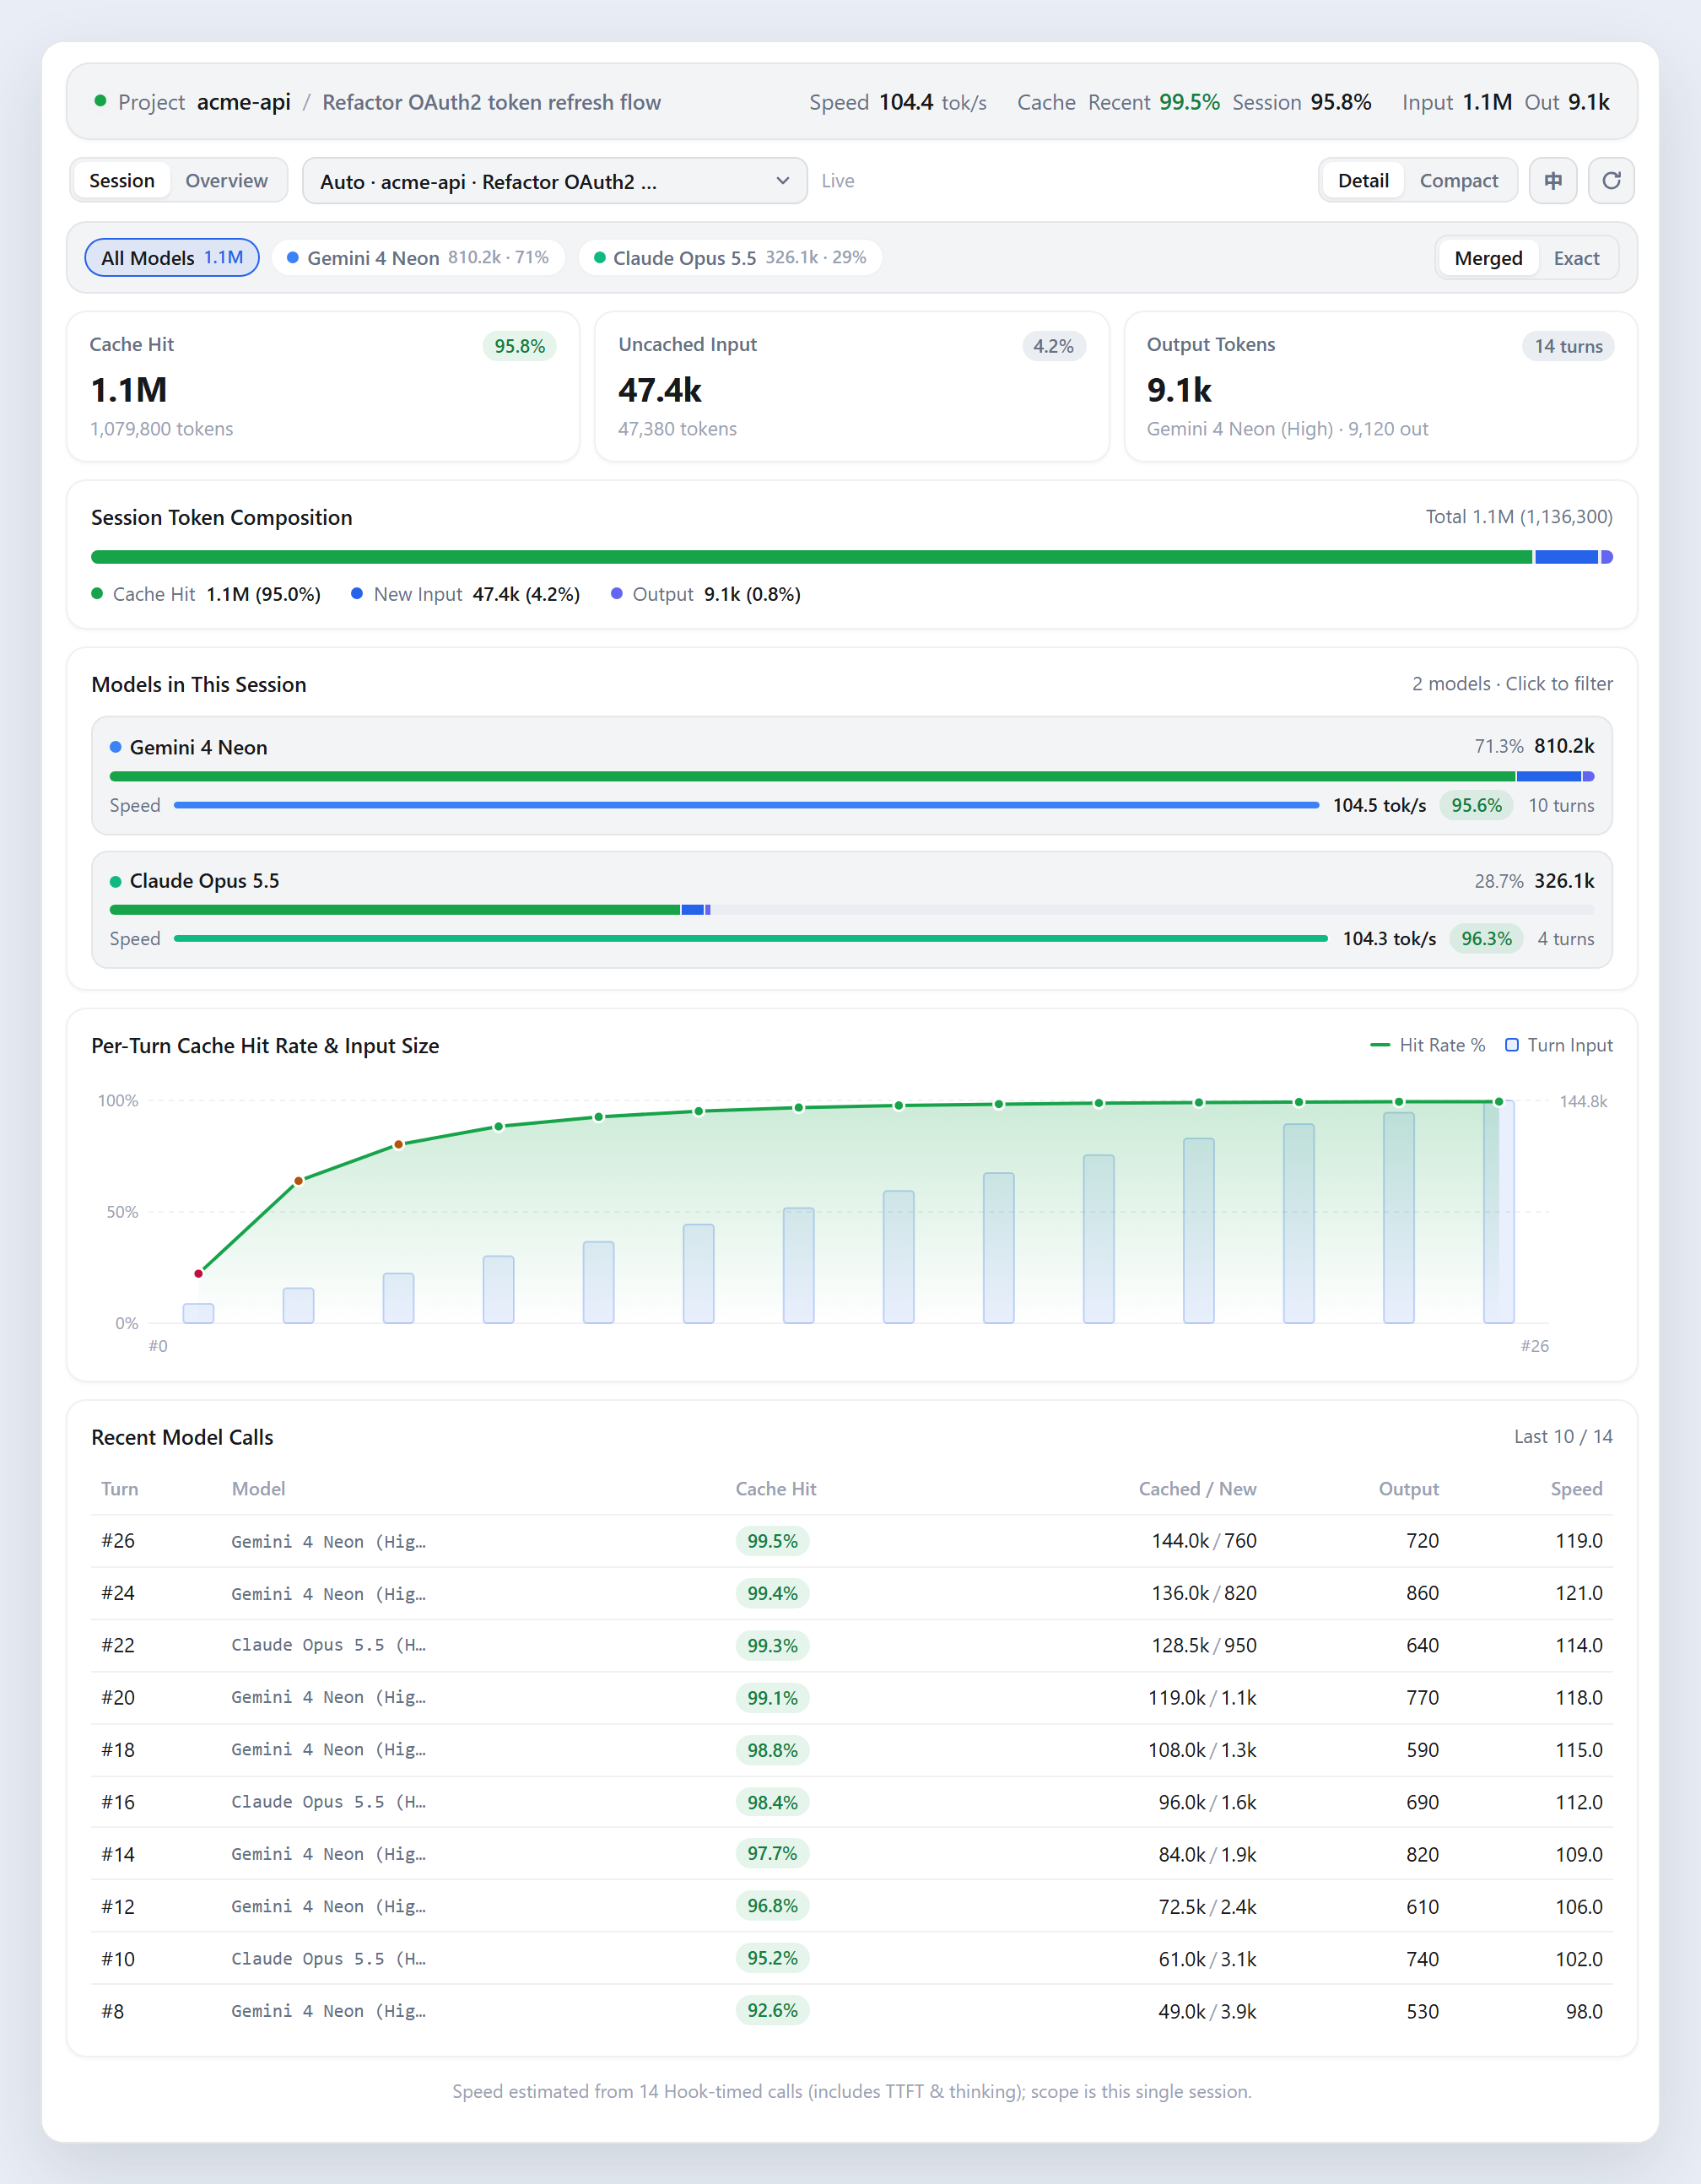 Project acme-api / Refactor OAuth2 token refresh flow Speed 104.4 tok/s Cache Recent 99.5% Session 95.8% Input 1.1M Out 9.1k
Session Overview Auto · acme-api · Refactor OAuth2 ... Live Detail Compact 中
All Models 1.1M Gemini 4 Neon 810.2k · 71% Claude Opus 5.5 326.1k · 29% Merged Exact
Cache Hit 95.8%
1.1M
1,079,800 tokens
Uncached Input 4.2%
47.4k
47,380 tokens
Output Tokens 14 turns
9.1k
Gemini 4 Neon (High) · 9,120 out
Session Token Composition Total 1.1M (1,136,300)
Cache Hit 1.1M (95.0%) New Input 47.4k (4.2%) Output 9.1k (0.8%)
Models in This Session 2 models · Click to filter
Gemini 4 Neon 71.3% 810.2k
Speed 104.5 tok/s 95.6% 10 turns
Claude Opus 5.5 28.7% 326.1k
Speed 104.3 tok/s 96.3% 4 turns
Per-Turn Cache Hit Rate & Input Size Hit Rate % Turn Input
100% 144.8k
50%
0%
#0 #26
Recent Model Calls Last 10 / 14
Turn Model Cache Hit Cached / New Output Speed
#26 Gemini 4 Neon (Hig… 99.5% 144.0k / 760 720 119.0
#24 Gemini 4 Neon (Hig… 99.4% 136.0k / 820 860 121.0
#22 Claude Opus 5.5 (H… 99.3% 128.5k / 950 640 114.0
#20 Gemini 4 Neon (Hig… 99.1% 119.0k / 1.1k 770 118.0
#18 Gemini 4 Neon (Hig… 98.8% 108.0k / 1.3k 590 115.0
#16 Claude Opus 5.5 (H… 98.4% 96.0k / 1.6k 690 112.0
#14 Gemini 4 Neon (Hig… 97.7% 84.0k / 1.9k 820 109.0
#12 Gemini 4 Neon (Hig… 96.8% 72.5k / 2.4k 610 106.0
#10 Claude Opus 5.5 (H… 95.2% 61.0k / 3.1k 740 102.0
#8 Gemini 4 Neon (Hig… 92.6% 49.0k / 3.9k 530 98.0
Speed estimated from 14 Hook-timed calls (includes TTFT & thinking); scope is this single session.